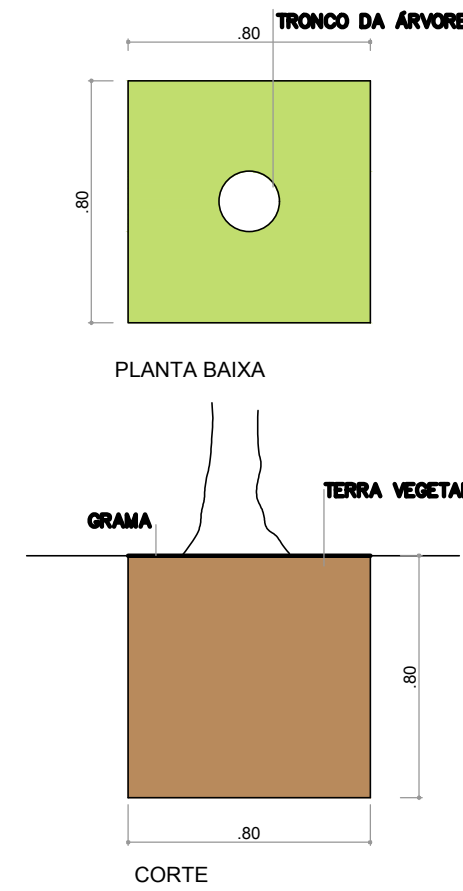 TRONCO DA ÁRVORE
.80
.80
PLANTA BAIXA
TERRA VEGETAL
GRAMA
.80
.80
CORTE